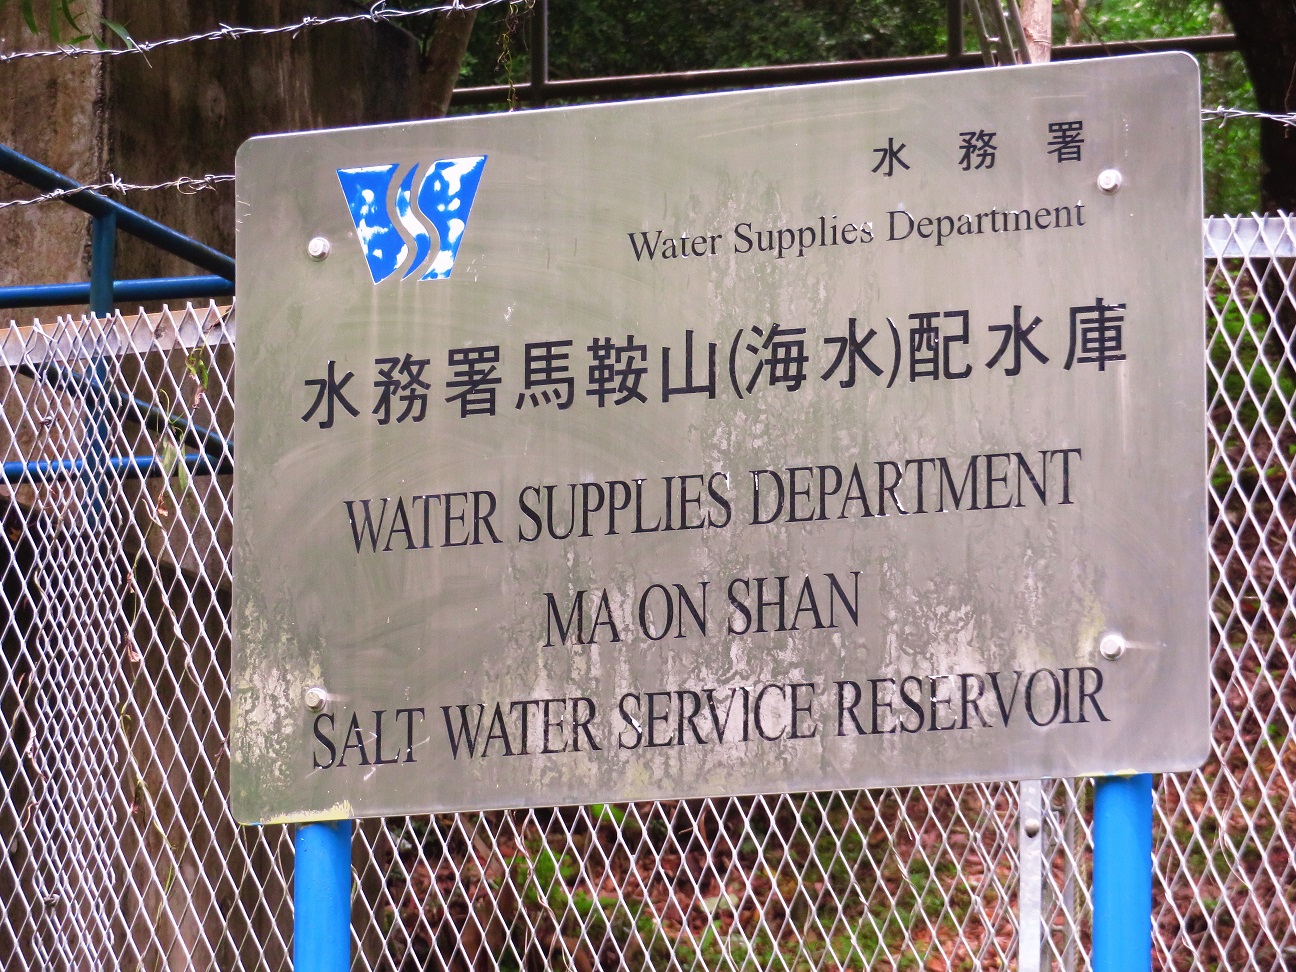 水務署
Water Supplies Department
水務署馬鞍山(海水)配水庫
WATER SUPPLIES DEPARTMENT
MA ON SHAN
SALT WATER SERVICE RESERVOIR